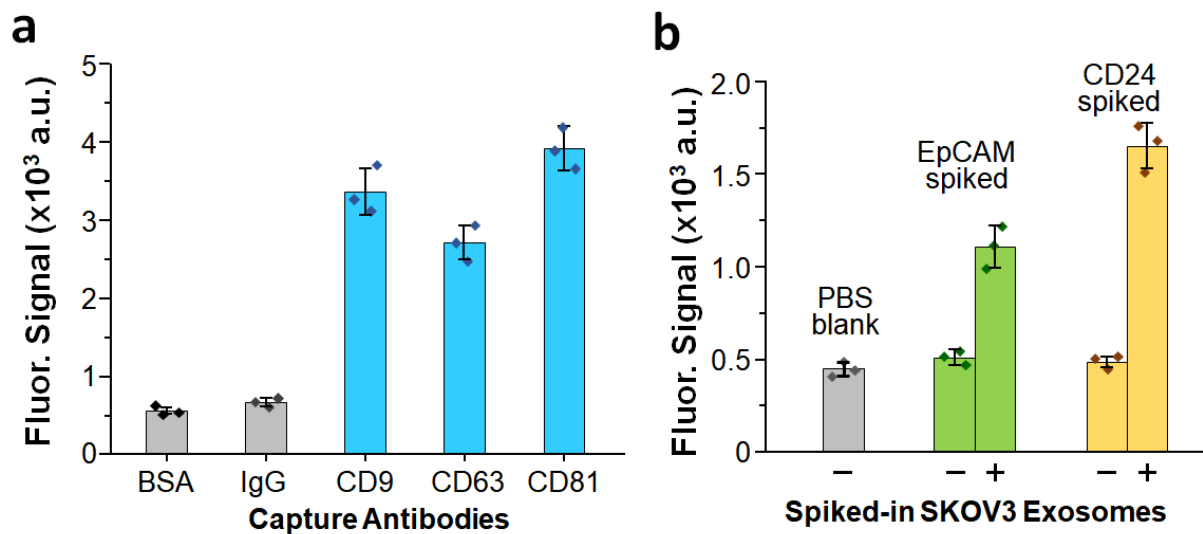 a
Fluor. Signal (x10³ a.u.)
5
4
3
2
1
0
BSA IgG CD9 CD63 CD81
Capture Antibodies
b
Fluor. Signal (x10³ a.u.)
2.0
1.5
1.0
0.5
0
PBS
blank
EpCAM
spiked
CD24
spiked
− − + − +
Spiked-in SKOV3 Exosomes